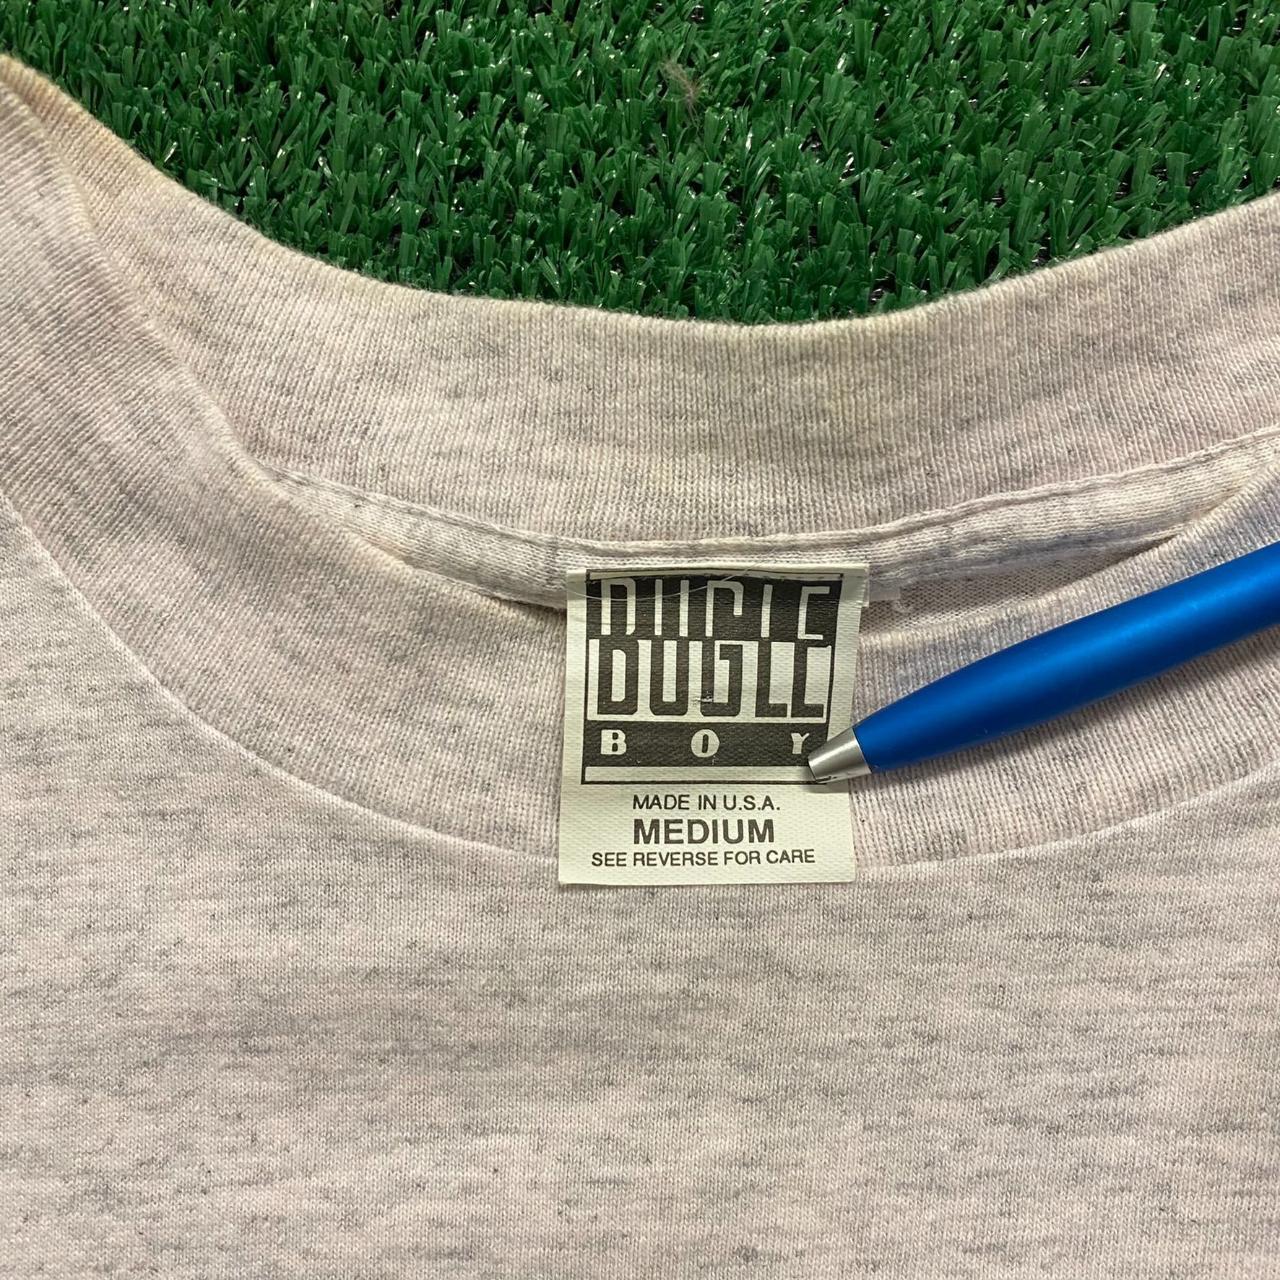 BUGLE
BOY
MADE IN U.S.A.
MEDIUM
SEE REVERSE FOR CARE